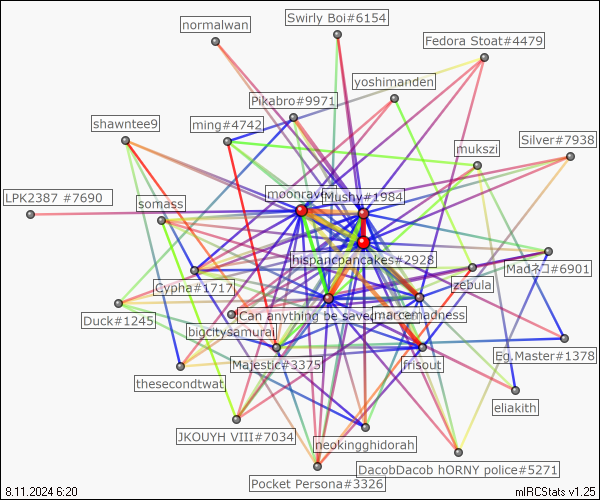 Swirly Boi#6154
normalwan
Fedora Stoat#4479
yoshimanden
Pikabro#9971
shawntee9
ming#4742
Silver#7938
mukszi
LPK2387 #7690
moonrav
Mushy#1984
somass
hispancpancakes#2928
Mad
#6901
Cypha#1717
zebula
Can anything be save
marcemadness
Duck#1245
bigcitysamurai
Majestic#3375
frisout
Eg.Master#1378
thesecondtwat
eliakith
JKOUYH VIII#7034
neokingghidorah
DacobDacob hORNY police#5271
Pocket Persona#3326
8.11.2024 6:20
mIRCStats v1.25